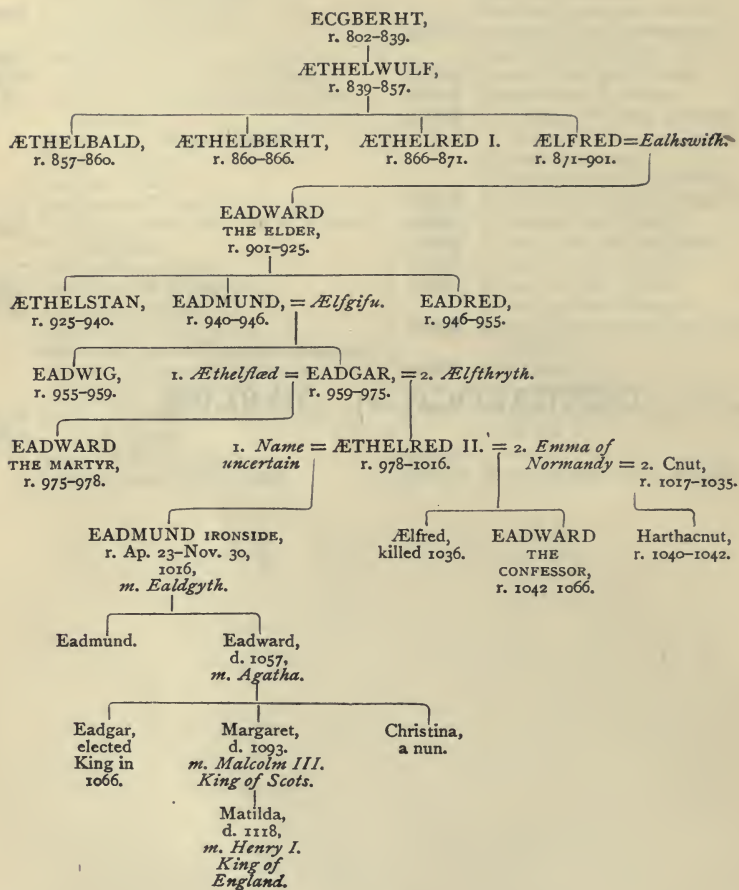 ECGBERHT,
r. 802–839.
ÆTHELWULF,
r. 839–857.
ÆTHELBALD, ÆTHELBERHT, ÆTHELRED I. ÆLFRED=Ealhswith.
r. 857–860. r. 860–866. r. 866–871. r. 871–901.
EADWARD
THE ELDER,
r. 901–925.
ÆTHELSTAN, EADMUND, = Ælfgifu. EADRED,
r. 925–940. r. 940–946. r. 946–955.
EADWIG, 1. Æthelflæd = EADGAR, = 2. Ælfthryth.
r. 955–959. r. 959–975.
EADWARD
THE MARTYR,
r. 975–978.
1. Name = ÆTHELRED II. = 2. Emma of
uncertain r. 978–1016. Normandy = 2. Cnut,
r. 1017–1035.
EADMUND IRONSIDE,
r. Ap. 23–Nov. 30,
1016,
m. Ealdgyth.
Ælfred,
killed 1036.
EADWARD
THE
CONFESSOR,
r. 1042 1066.
Harthacnut,
r. 1040–1042.
Eadmund.
Eadward,
d. 1057,
m. Agatha.
Eadgar,
elected
King in
1066.
Margaret,
d. 1093.
m. Malcolm III.
King of Scots.
Christina,
a nun.
Matilda,
d. 1118,
m. Henry I.
King of
England.